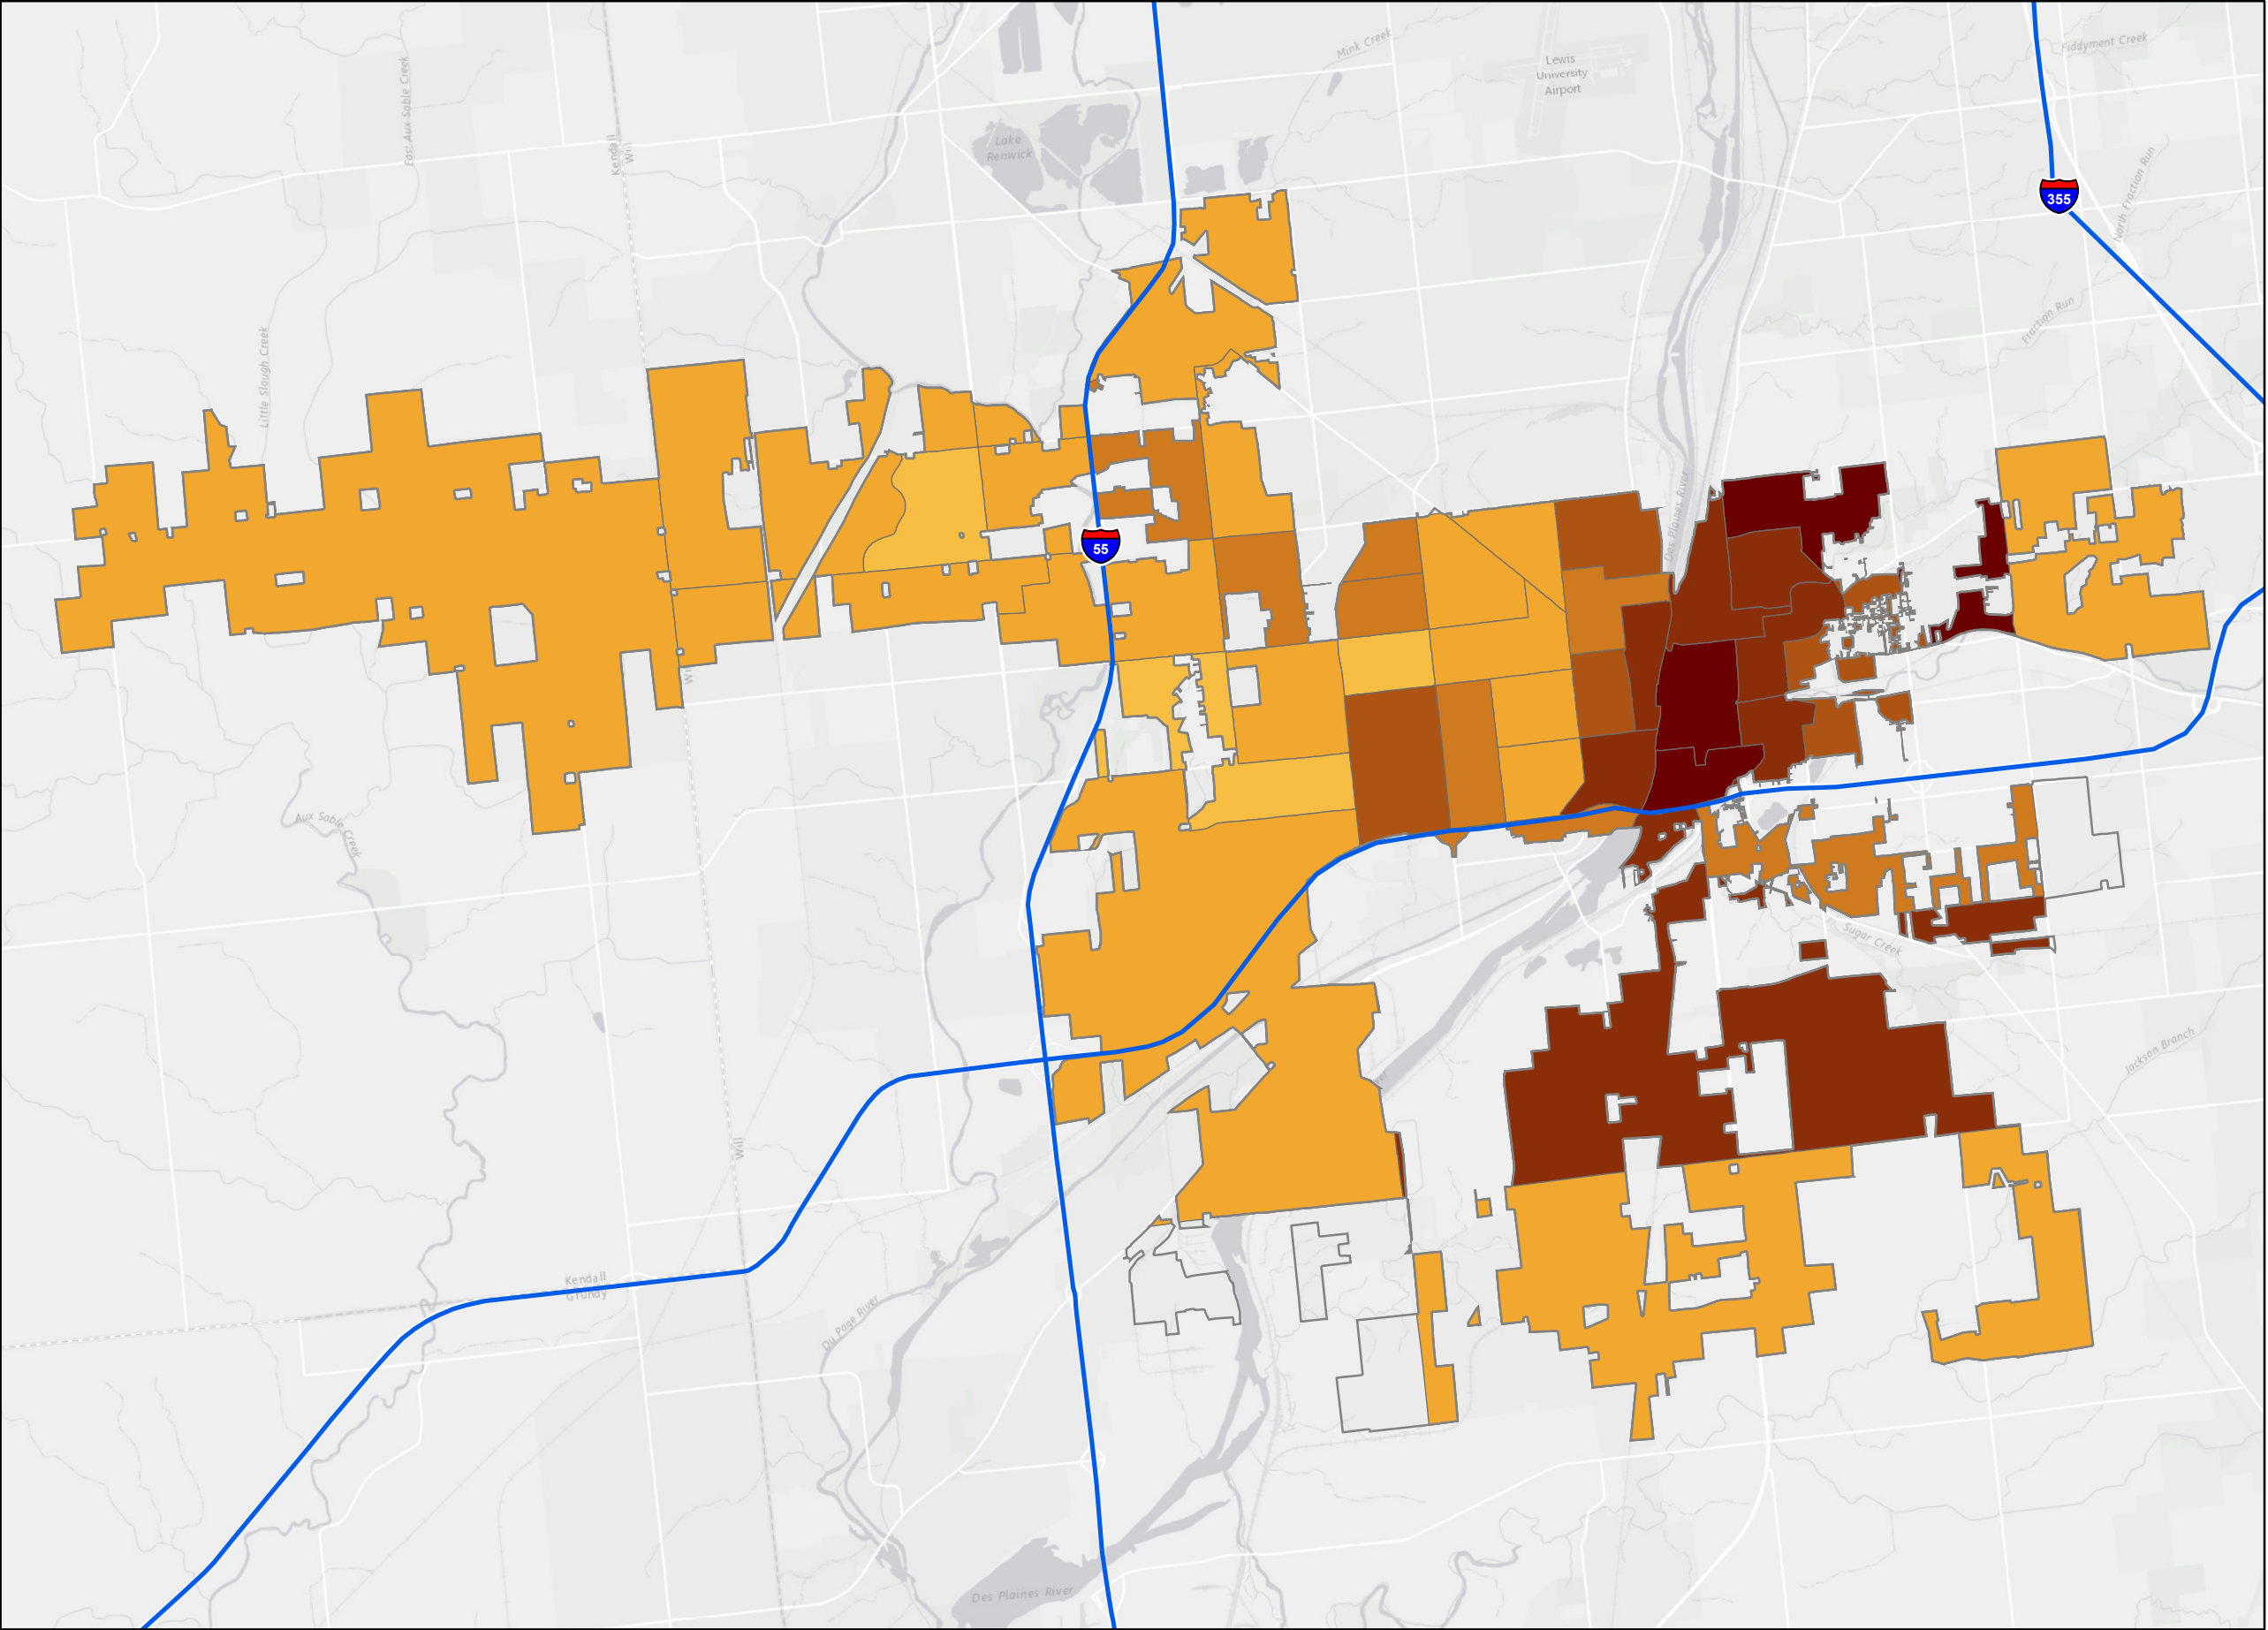 Mink Creek
Lewis
University
Airport
Fiddyment Creek
East Aux Sable Creek
Kendall
Will
Lake
Renwick
North Fraction Run
355
Fraction Run
Little Slough Creek
Des Plaines River
55
Will
Aux Sable Creek
Sugar Creek
Jackson Branch
Will
Kendall
Grundy
Du Page River
Des Plaines River